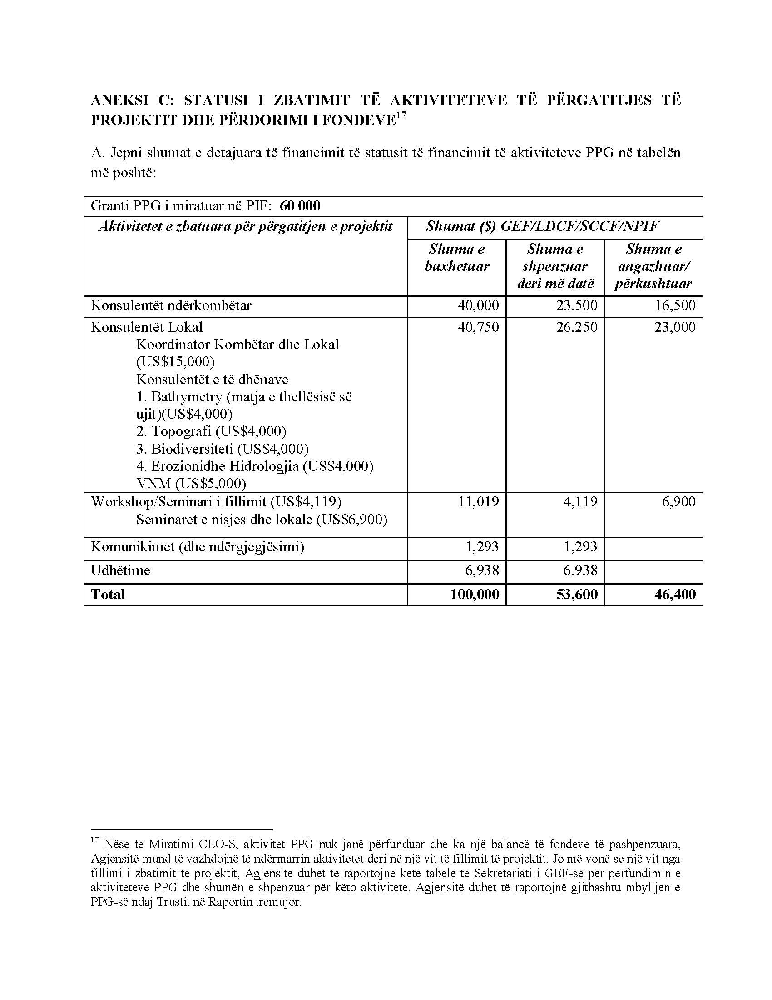 ANEKSI C: STATUSI I ZBATIMIT TË AKTIVITETEVE TË PËRGATITJES TË
PROJEKTIT DHE PËRDORIMI I FONDEVE17
A. Jepni shumat e detajuara të financimit të statusit të financimit të aktiviteteve PPG në tabelën
më poshtë:
Granti PPG i miratuar në PIF: 60 000
Aktivitetet e zbatuara për përgatitjen e projektit Shumat ($) GEF/LDCF/SCCF/NPIF
Shuma e Shuma e Shuma e
buxhetuar shpenzuar angazhuar/
deri më datë përkushtuar
Konsulentët ndërkombëtar 40,000 23,500 16,500
Konsulentët Lokal 40,750 26,250 23,000
Koordinator Kombëtar dhe Lokal
(US$15,000)
Konsulentët e të dhënave
1. Bathymetry (matja e thellësisë së
ujit)(US$4,000)
2. Topografi (US$4,000)
3. Biodiversiteti (US$4,000)
4. Erozionidhe Hidrologjia (US$4,000)
VNM (US$5,000)
Workshop/Seminari i fillimit (US$4,119) 11,019 4,119 6,900
Seminaret e nisjes dhe lokale (US$6,900)
Komunikimet (dhe ndërgjegjësimi) 1,293 1,293
Udhëtime 6,938 6,938
Total 100,000 53,600 46,400
17 Nëse te Miratimi CEO-S, aktivitet PPG nuk janë përfunduar dhe ka një balancë të fondeve të pashpenzuara,
Agjensitë mund të vazhdojnë të ndërmarrin aktivitetet deri në një vit të fillimit të projektit. Jo më vonë se një vit nga
fillimi i zbatimit të projektit, Agjensitë duhet të raportojnë këtë tabelë te Sekretariati i GEF-së për përfundimin e
aktiviteteve PPG dhe shumën e shpenzuar për këto aktivitete. Agjensitë duhet të raportojnë gjithashtu mbylljen e
PPG-së ndaj Trustit në Raportin tremujor.